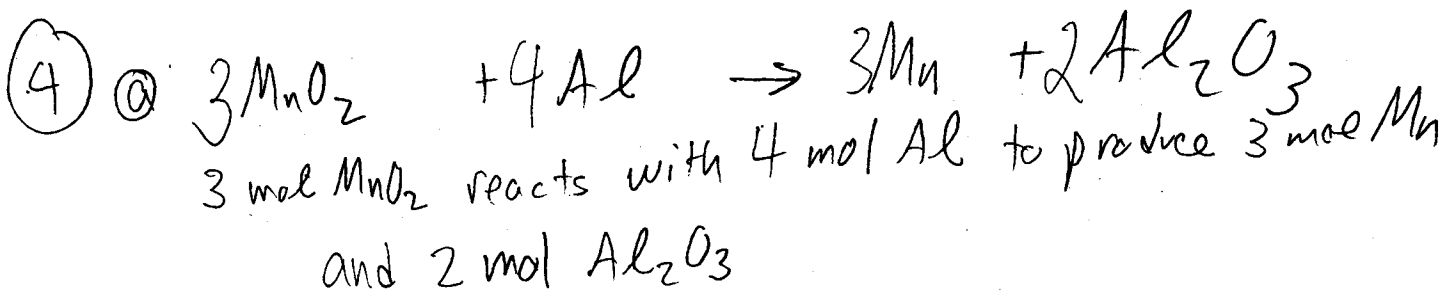 ④ ⓐ 3MnO₂ + 4Al → 3Mn + 2Al₂O₃
3 mol MnO₂ reacts with 4 mol Al to produce 3 mol Mn
and 2 mol Al₂O₃